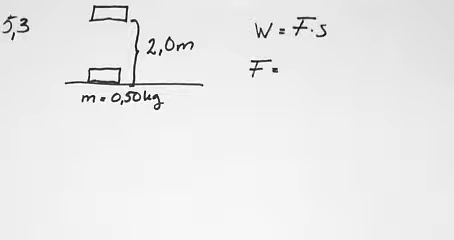 5,3
2,0m
m = 0,50kg
W = F·s
F =